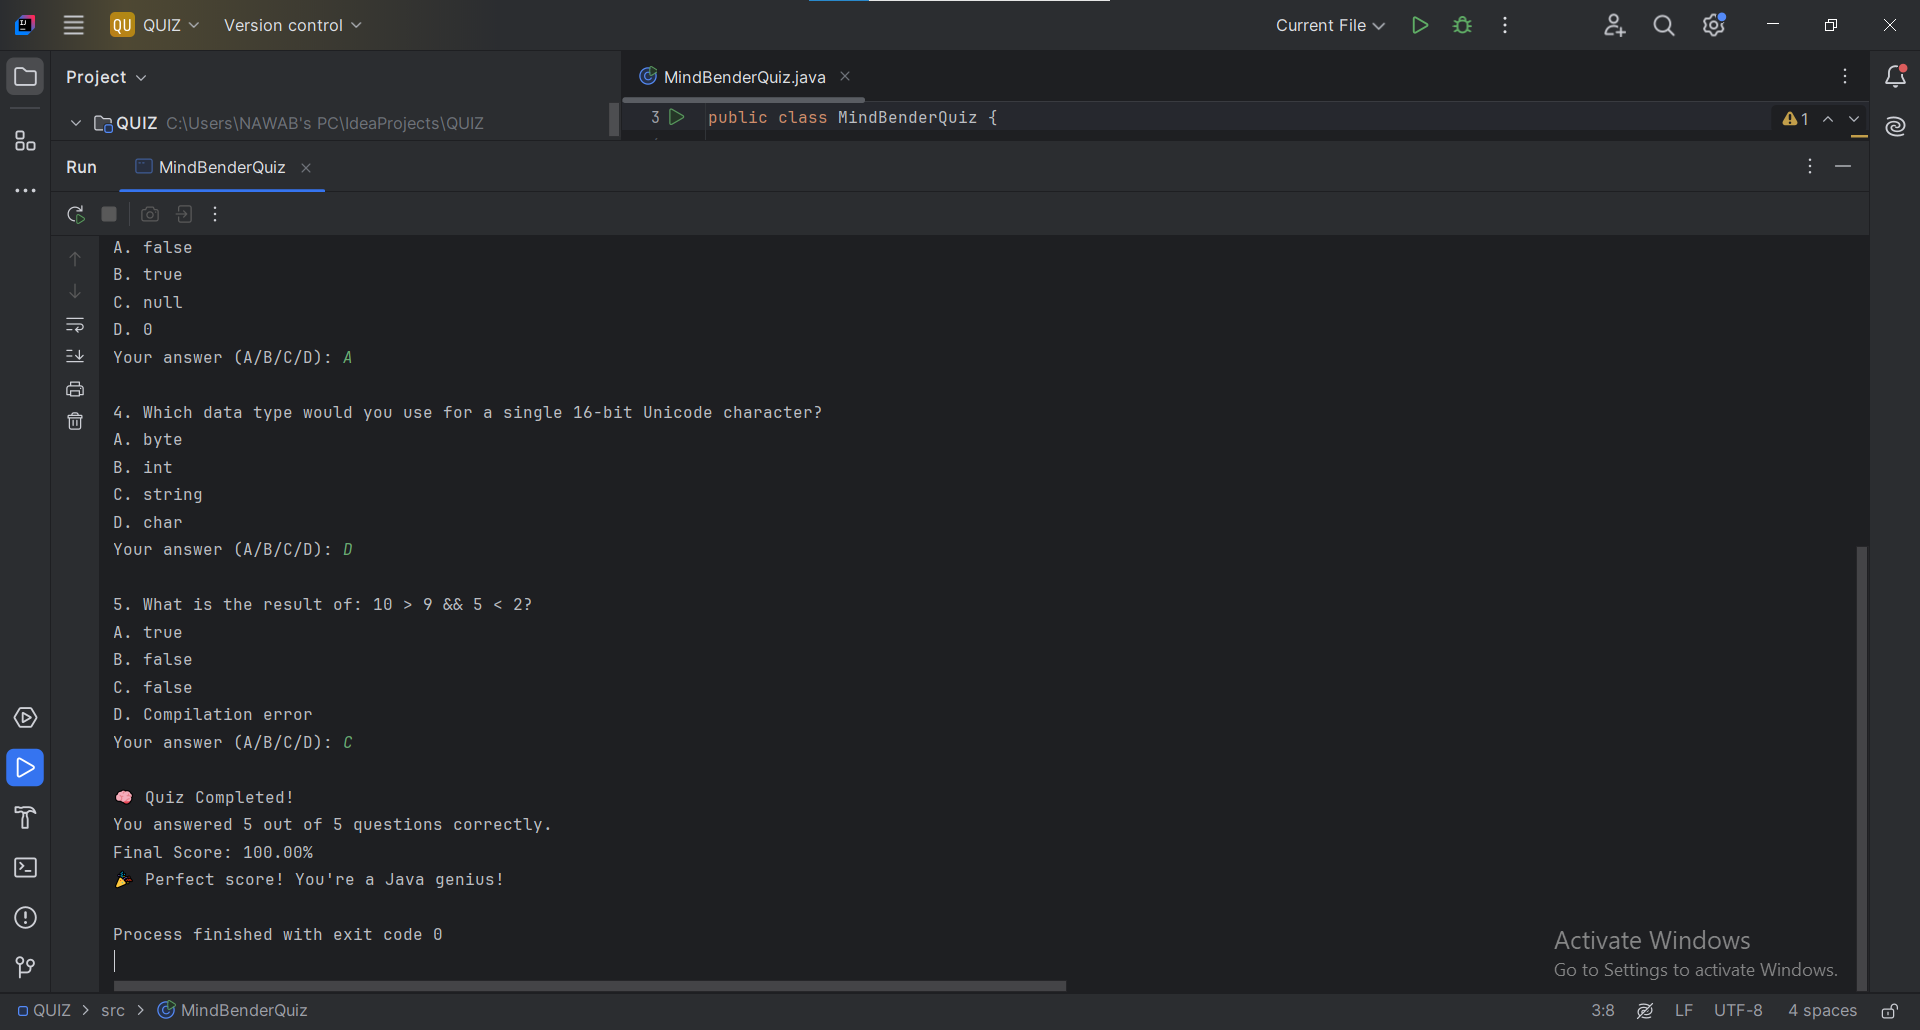 QU QUIZ Version control Current File
Project MindBenderQuiz.java
QUIZ C:\Users\NAWAB's PC\IdeaProjects\QUIZ 3 public class MindBenderQuiz { 1
Run MindBenderQuiz
A. false
B. true
C. null
D. 0
Your answer (A/B/C/D): A
4. Which data type would you use for a single 16-bit Unicode character?
A. byte
B. int
C. string
D. char
Your answer (A/B/C/D): D
5. What is the result of: 10 > 9 && 5 < 2?
A. true
B. false
C. false
D. Compilation error
Your answer (A/B/C/D): C
🧠 Quiz Completed!
You answered 5 out of 5 questions correctly.
Final Score: 100.00%
🎉 Perfect score! You're a Java genius!
Process finished with exit code 0
Activate Windows
Go to Settings to activate Windows.
QUIZ > src > MindBenderQuiz 3:8 LF UTF-8 4 spaces